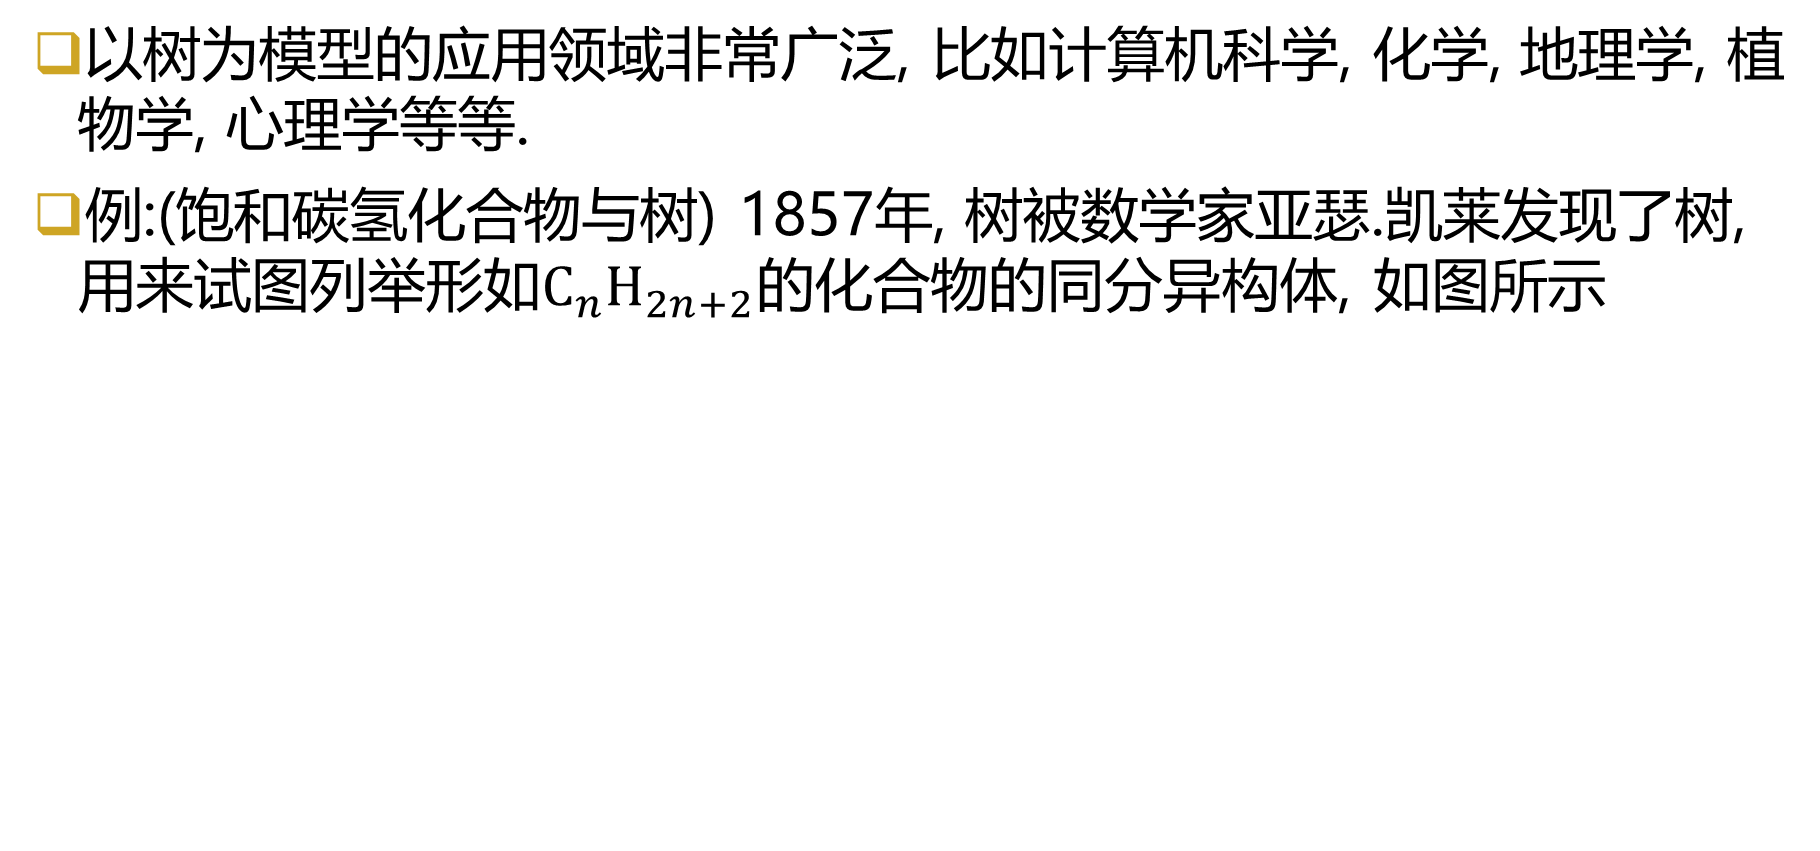 ❑以树为模型的应用领域非常广泛, 比如计算机科学, 化学, 地理学, 植
物学, 心理学等等.
❑例:(饱和碳氢化合物与树) 1857年, 树被数学家亚瑟.凯莱发现了树,
用来试图列举形如CₙH₂ₙ₊₂的化合物的同分异构体, 如图所示